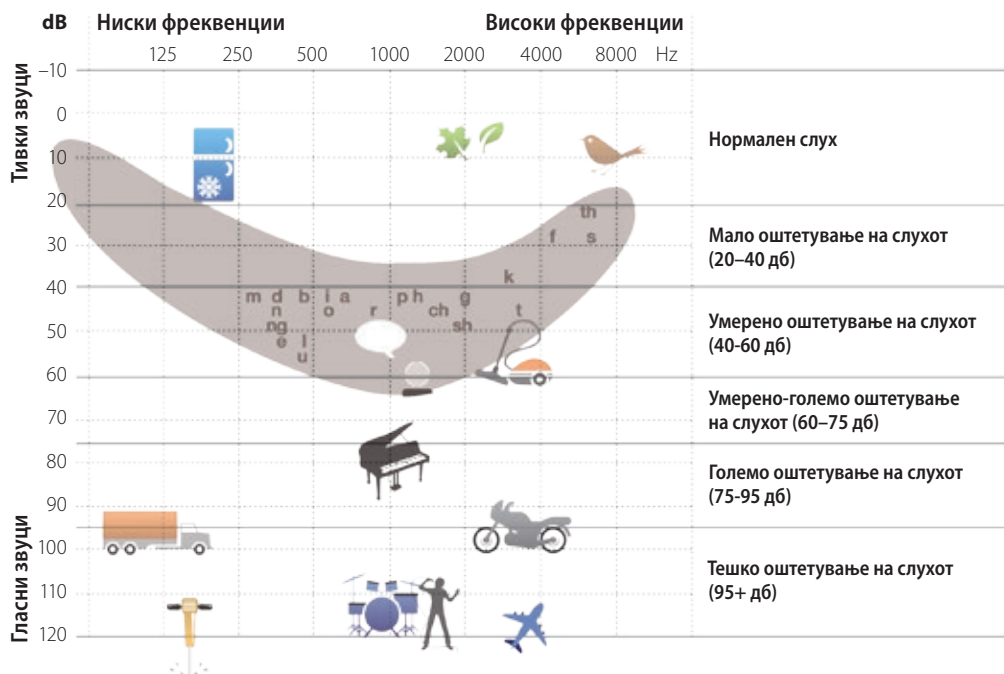 dB Ниски фреквенции Високи фреквенции
125 250 500 1000 2000 4000 8000 Hz
Тивки звуци
Гласни звуци
–10
0
10
20
30
40
50
60
70
80
90
100
110
120
th
f s
k
m d b i a p h g
n o r ch t
ng sh
e l
u
Нормален слух
Мало оштетување на слухот
(20–40 дб)
Умерено оштетување на слухот
(40-60 дб)
Умерено-големо оштетување
на слухот (60–75 дб)
Големо оштетување на слухот
(75-95 дб)
Тешко оштетување на слухот
(95+ дб)